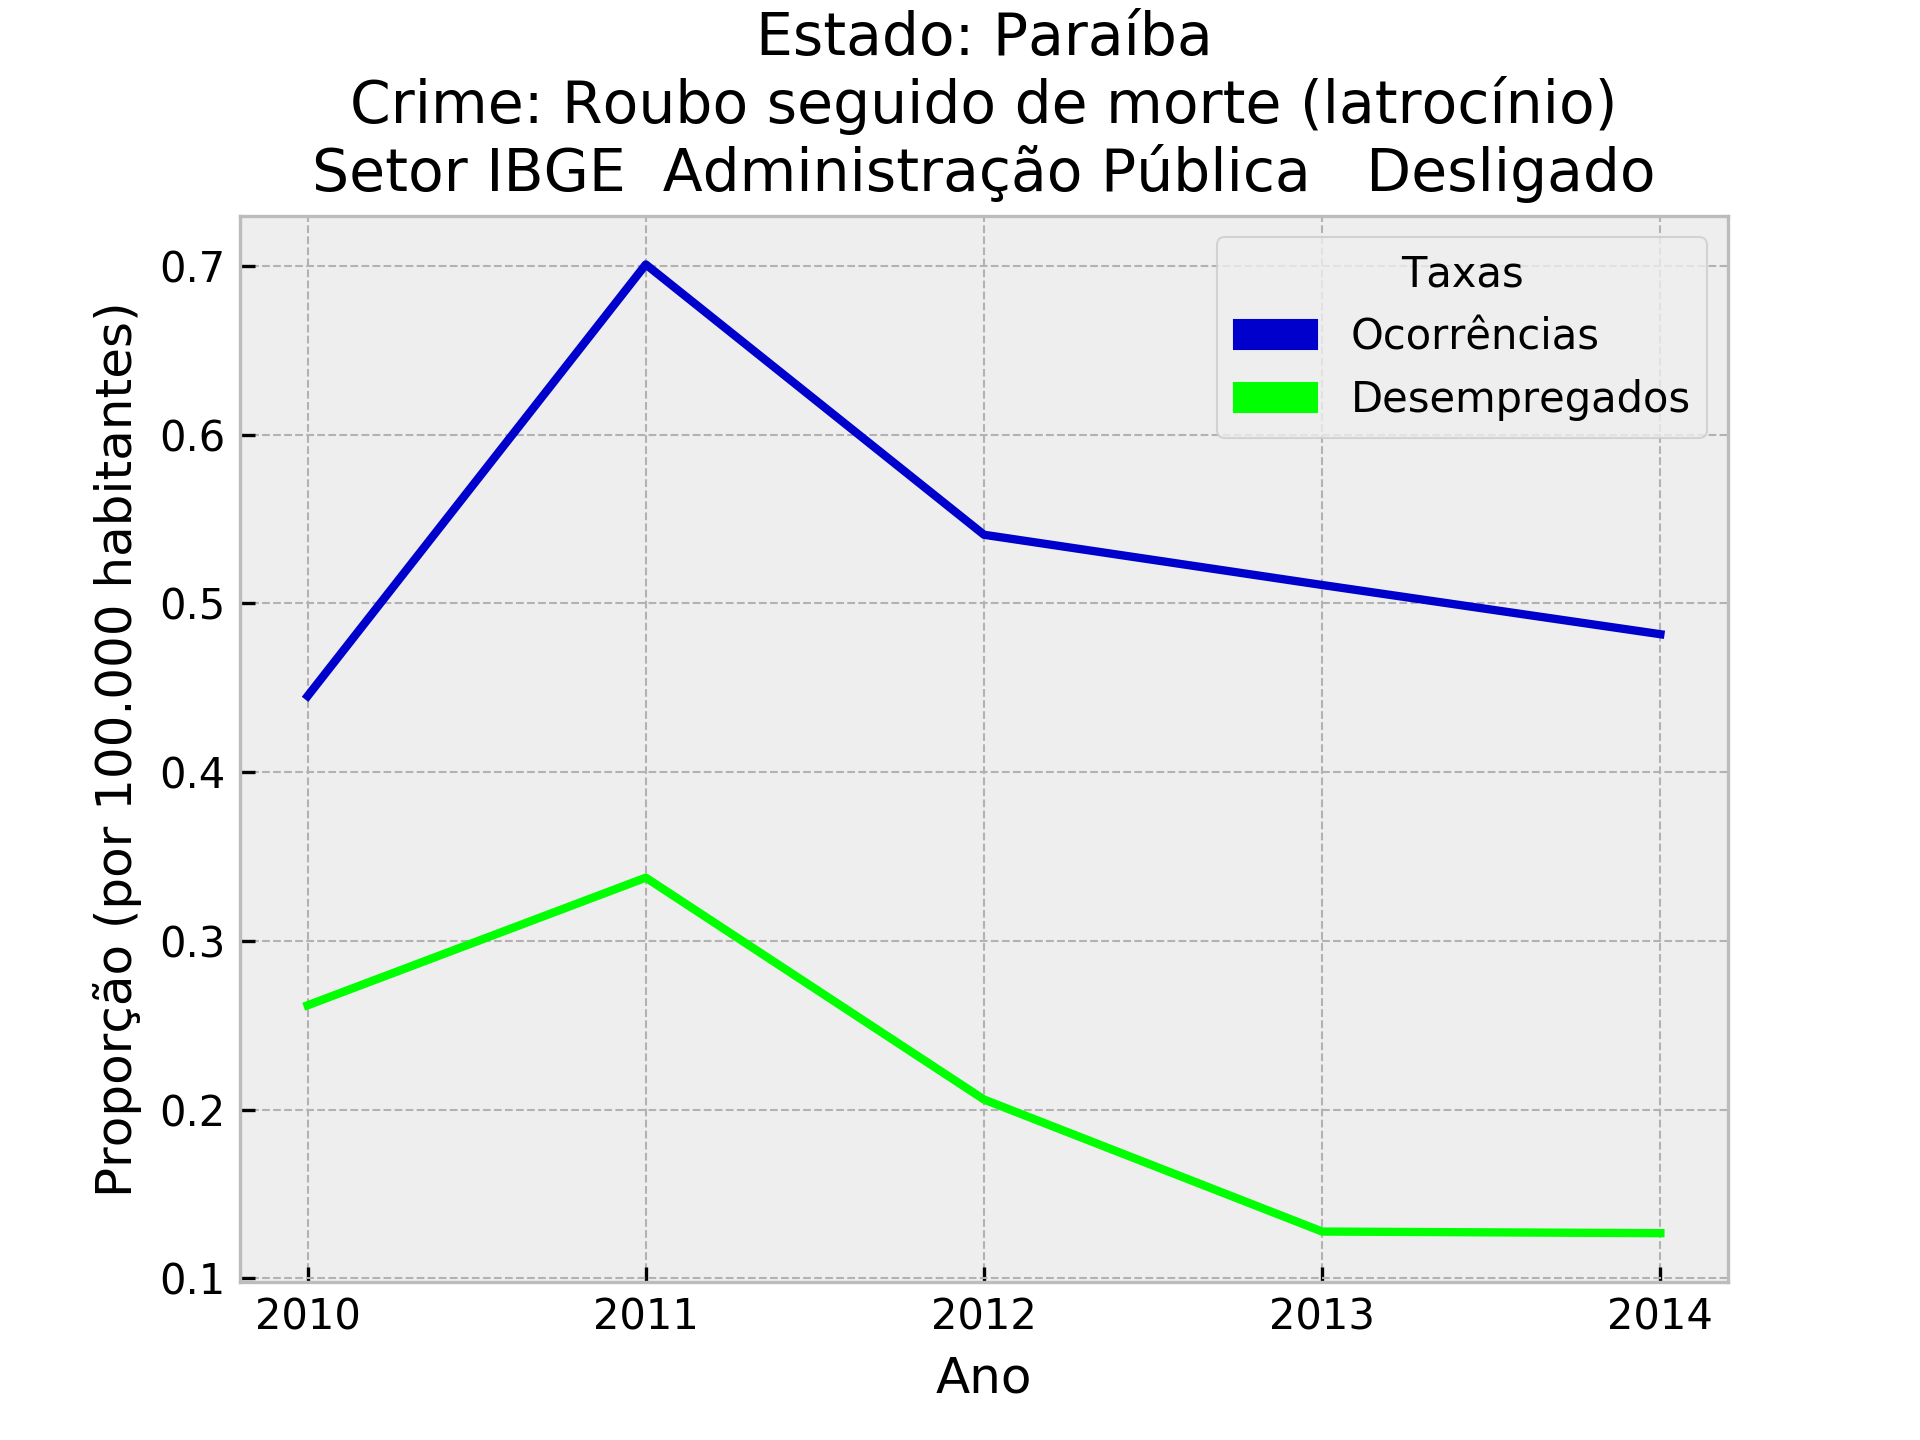 Estado: Paraíba
Crime: Roubo seguido de morte (latrocínio)
Setor IBGE  Administração Pública   Desligado
Taxas
Ocorrências
Desempregados
Proporção (por 100.000 habitantes)
0.7
0.6
0.5
0.4
0.3
0.2
0.1
2010 2011 2012 2013 2014
Ano